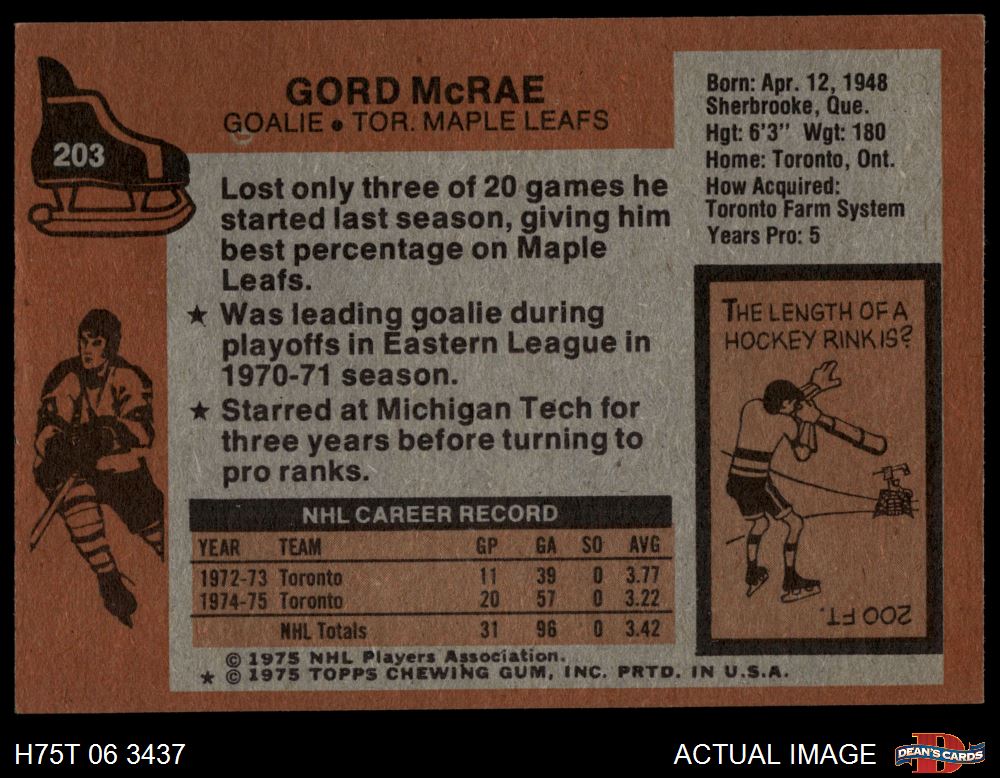 203
GORD McRAE
GOALIE • TOR. MAPLE LEAFS
Lost only three of 20 games he
started last season, giving him
best percentage on Maple
Leafs.
★ Was leading goalie during
playoffs in Eastern League in
1970-71 season.
★ Starred at Michigan Tech for
three years before turning to
pro ranks.
Born: Apr. 12, 1948
Sherbrooke, Que.
Hgt: 6'3" Wgt: 180
Home: Toronto, Ont.
How Acquired:
Toronto Farm System
Years Pro: 5
THE LENGTH OF A
HOCKEY RINK IS?
200 FT.
NHL CAREER RECORD
YEAR TEAM GP GA SO AVG
1972-73 Toronto 11 39 0 3.77
1974-75 Toronto 20 57 0 3.22
NHL Totals 31 96 0 3.42
© 1975 NHL Players Association.
★ © 1975 TOPPS CHEWING GUM, INC. PRTD. IN U.S.A.
H75T 06 3437
ACTUAL IMAGE
D
DEAN'S CARDS